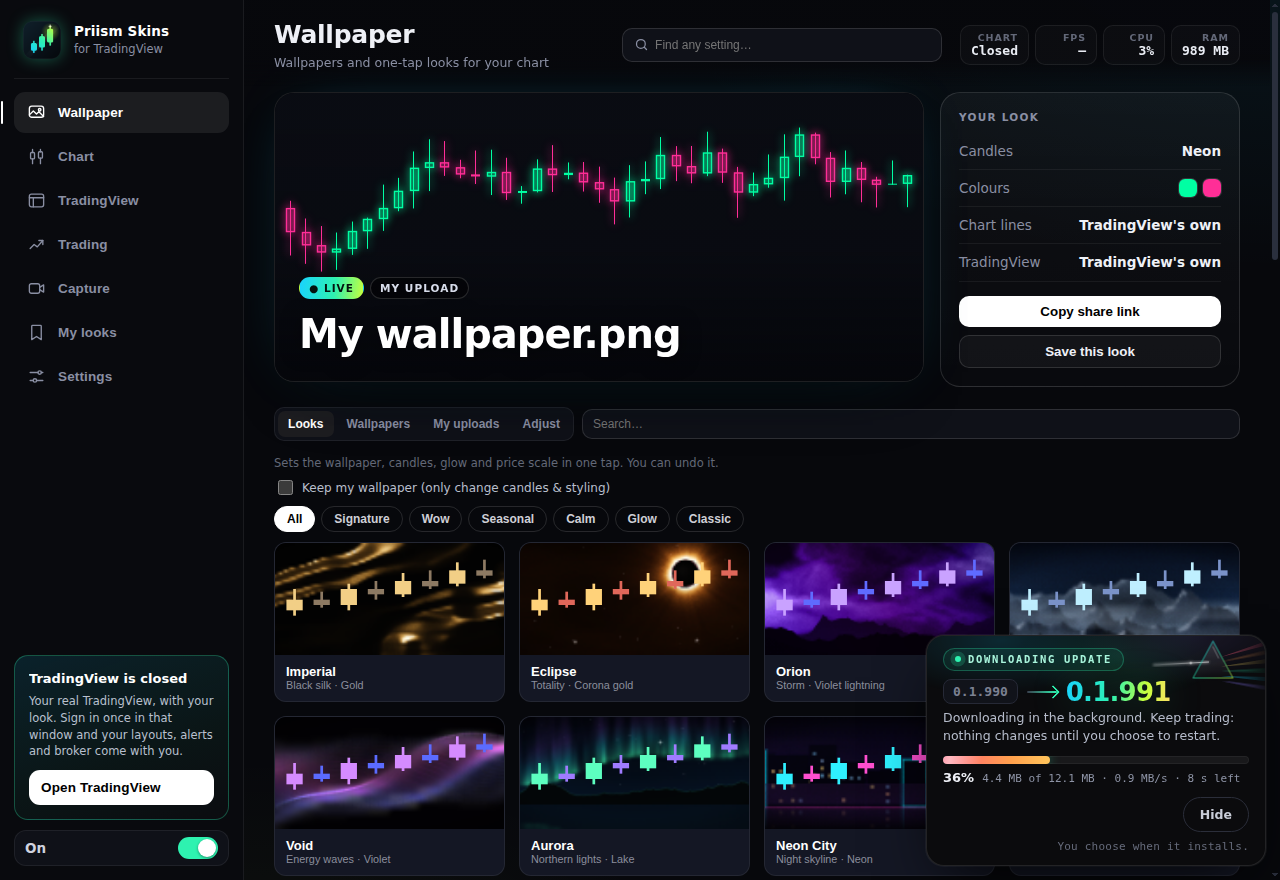 Priism Skins
for TradingView
Wallpaper
Chart
TradingView
Trading
Capture
My looks
Settings
TradingView is closed
Your real TradingView, with your
look. Sign in once in that
window and your layouts, alerts
and broker come with you.
Open TradingView
On
Wallpaper
Wallpapers and one-tap looks for your chart
Find any setting…
CHART
Closed
FPS
—
CPU
3%
RAM
989 MB
● LIVE
MY UPLOAD
My wallpaper.png
YOUR LOOK
Candles Neon
Colours
Chart lines TradingView's own
TradingView TradingView's own
Copy share link
Save this look
Looks Wallpapers My uploads Adjust
Search…
Sets the wallpaper, candles, glow and price scale in one tap. You can undo it.
Keep my wallpaper (only change candles & styling)
All Signature Wow Seasonal Calm Glow Classic
Imperial
Black silk · Gold
Eclipse
Totality · Corona gold
Orion
Storm · Violet lightning
Void
Energy waves · Violet
Aurora
Northern lights · Lake
Neon City
Night skyline · Neon
DOWNLOADING UPDATE
0.1.990 0.1.991
Downloading in the background. Keep trading:
nothing changes until you choose to restart.
36% 4.4 MB of 12.1 MB · 0.9 MB/s · 8 s left
Hide
You choose when it installs.